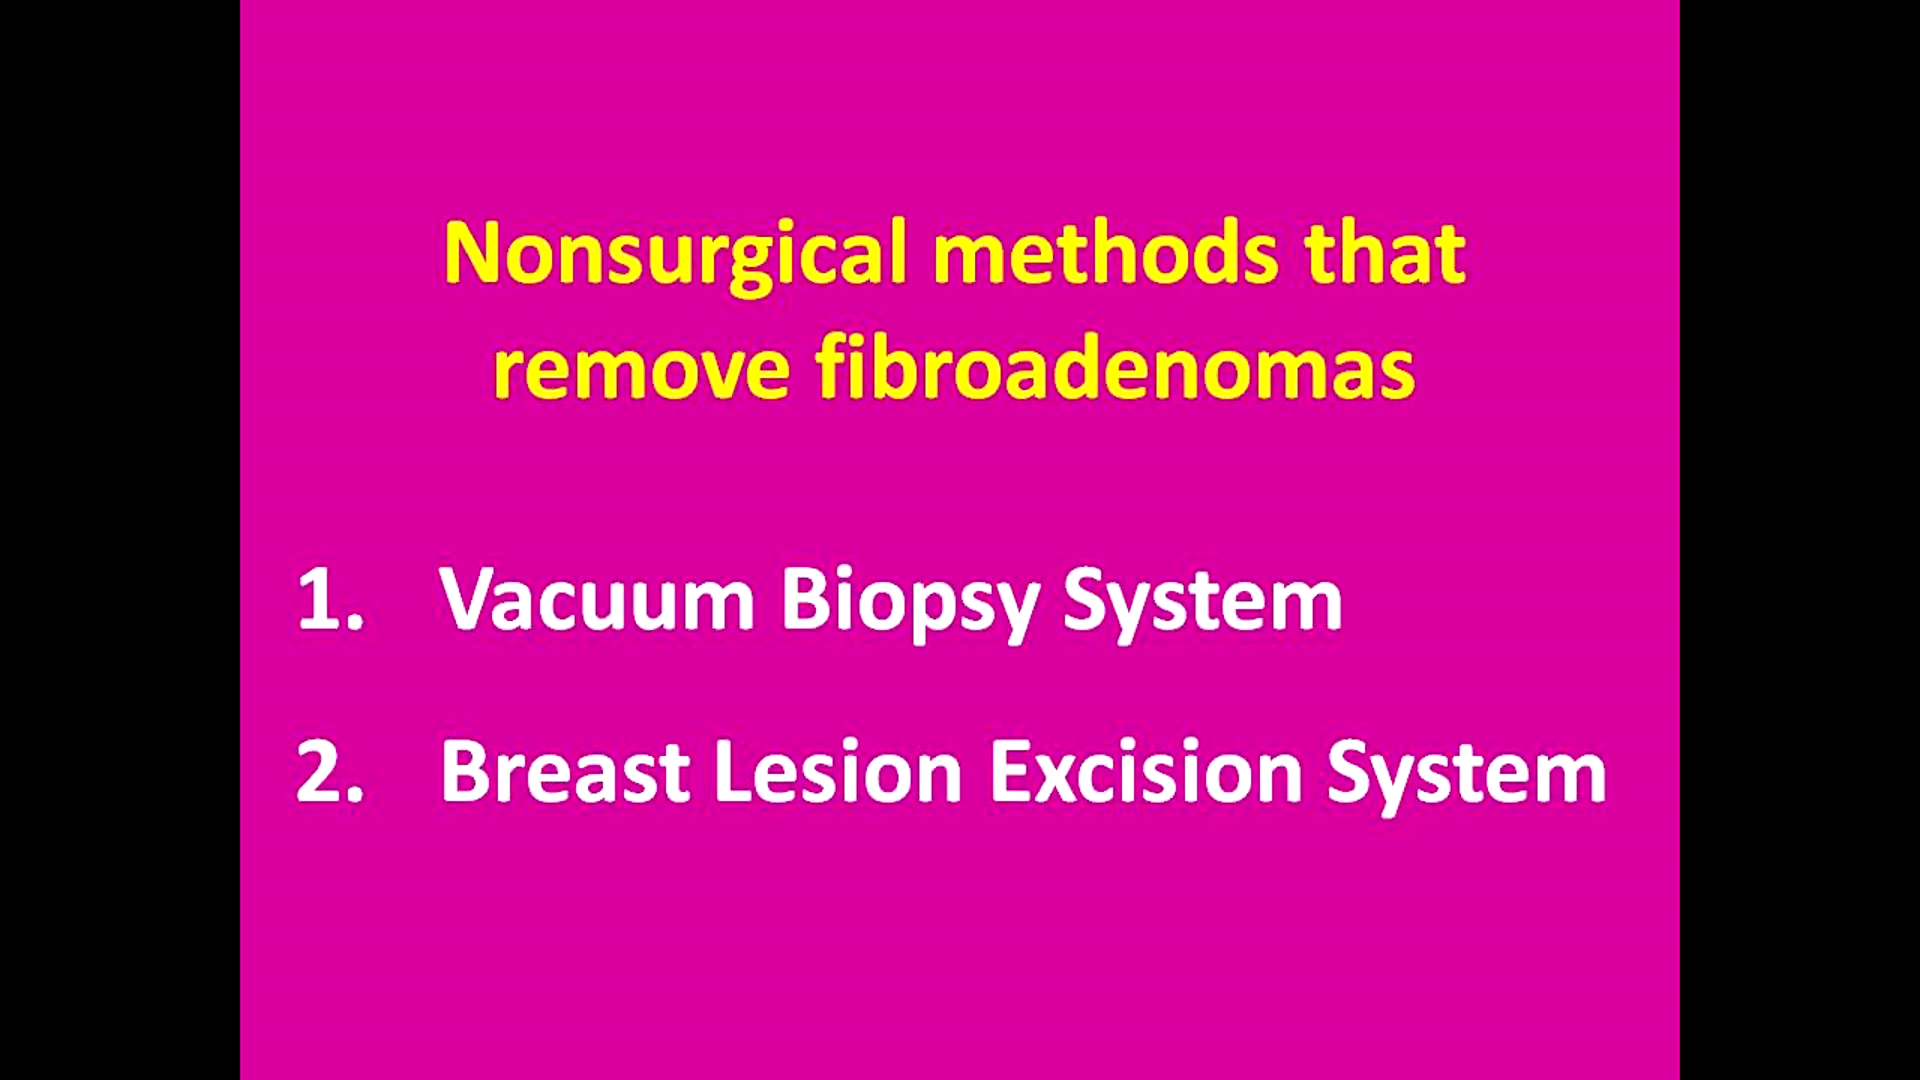 Nonsurgical methods that
remove fibroadenomas
1. Vacuum Biopsy System
2. Breast Lesion Excision System